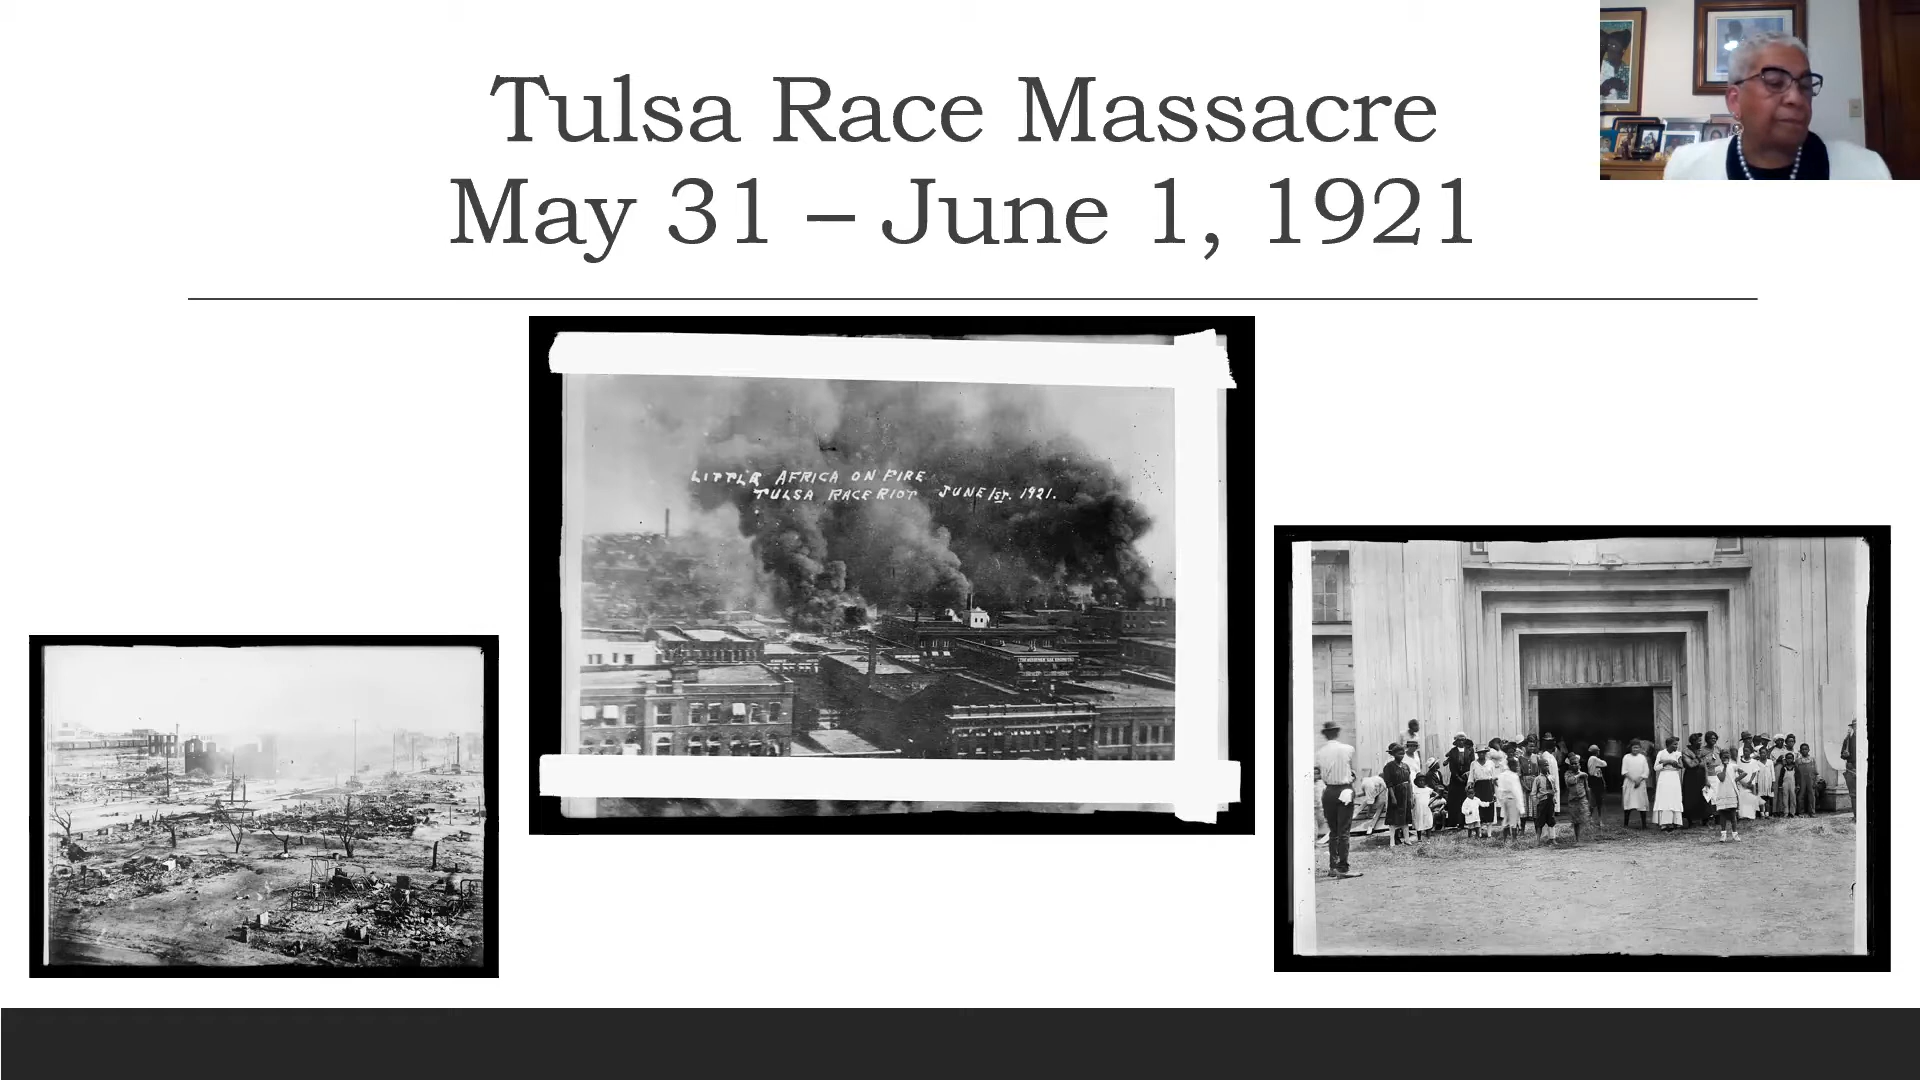 Tulsa Race Massacre
May 31 – June 1, 1921
LITTLE AFRICA ON FIRE
TULSA RACE RIOT JUNE 1ST. 1921.